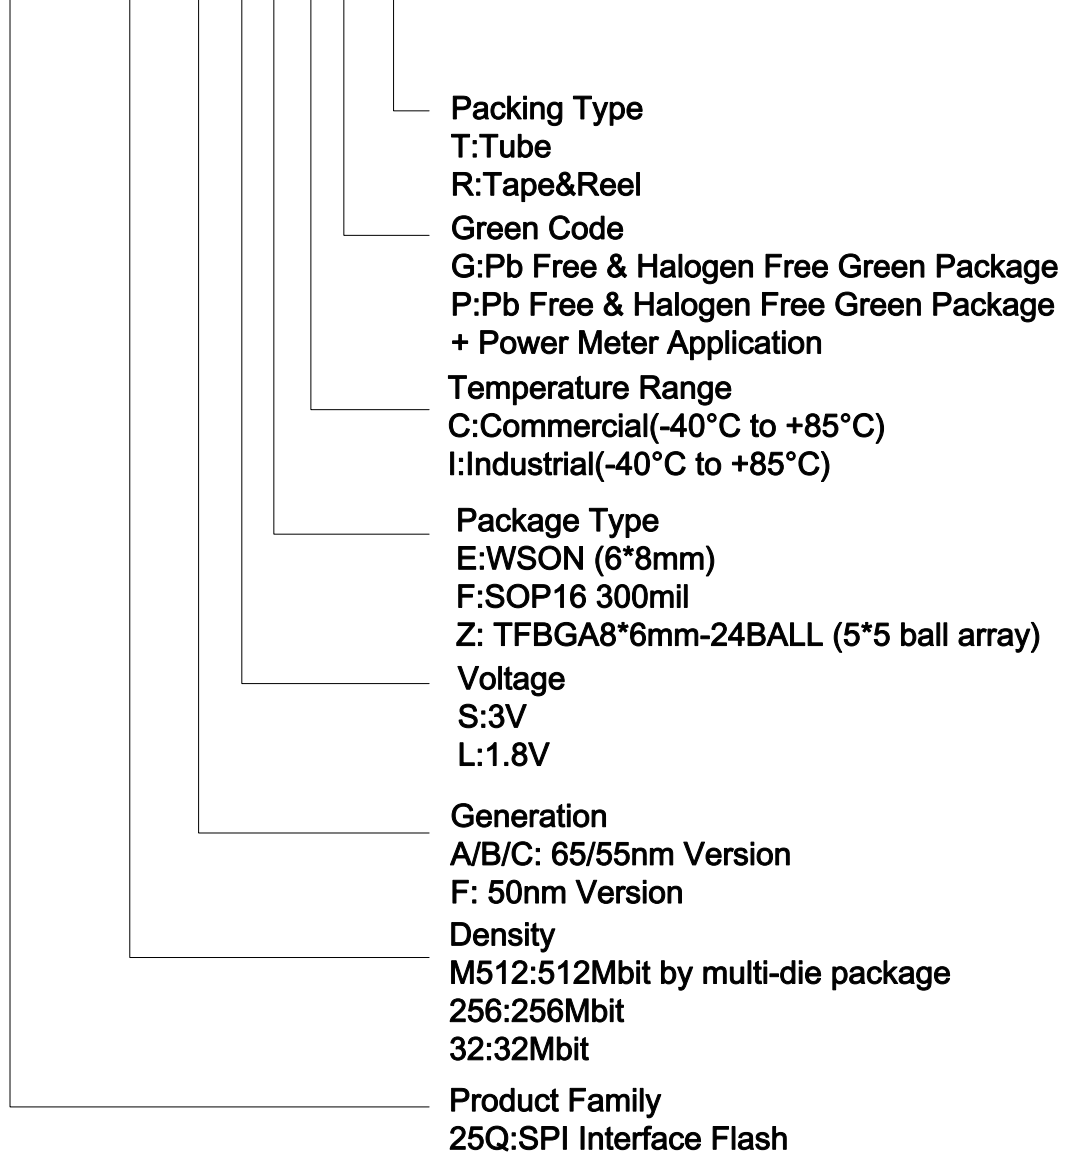 Packing Type
T:Tube
R:Tape&Reel
Green Code
G:Pb Free & Halogen Free Green Package
P:Pb Free & Halogen Free Green Package
+ Power Meter Application
Temperature Range
C:Commercial(-40°C to +85°C)
I:Industrial(-40°C to +85°C)
Package Type
E:WSON (6*8mm)
F:SOP16 300mil
Z: TFBGA8*6mm-24BALL (5*5 ball array)
Voltage
S:3V
L:1.8V
Generation
A/B/C: 65/55nm Version
F: 50nm Version
Density
M512:512Mbit by multi-die package
256:256Mbit
32:32Mbit
Product Family
25Q:SPI Interface Flash